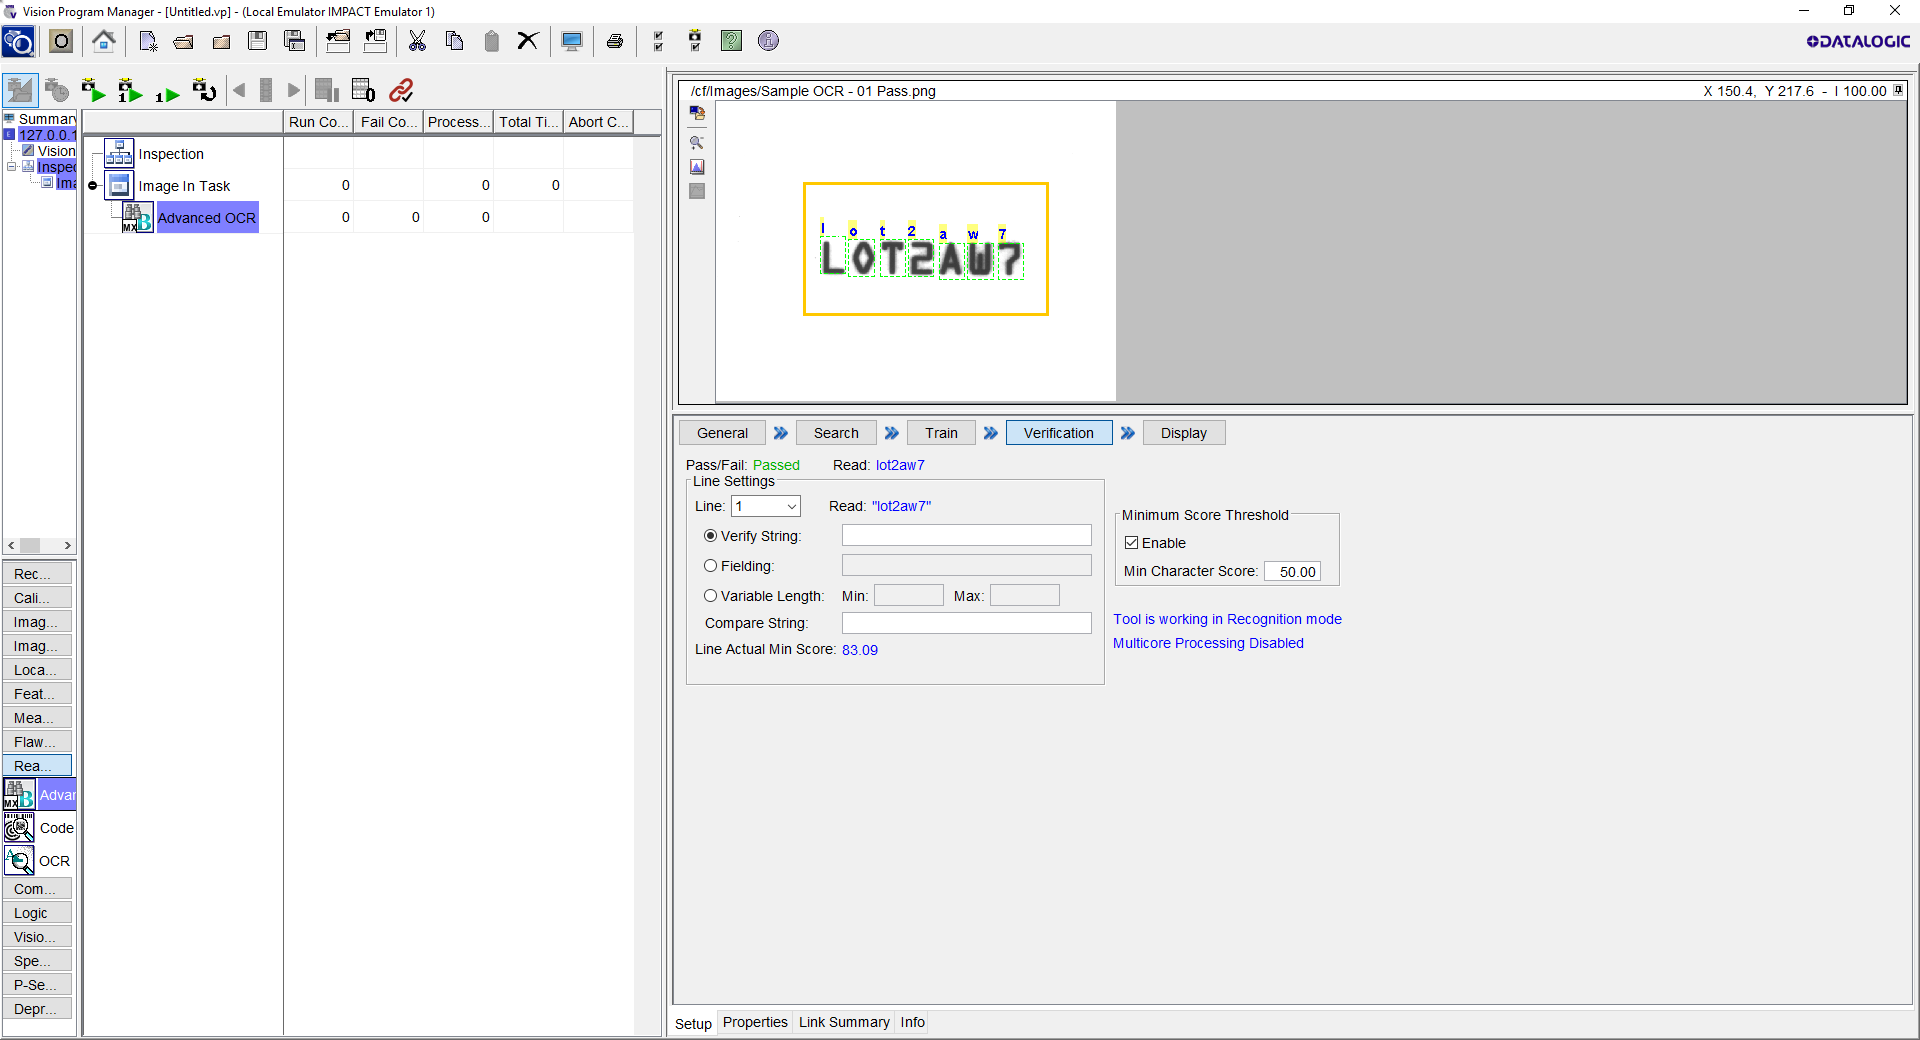 Vision Program Manager - [Untitled.vp] - (Local Emulator IMPACT Emulator 1)
DATALOGIC
Summary
127.0.0.1
Vision
Inspec
Ima
Run Co... Fail Co... Process... Total Ti... Abort C...
Inspection
Image In Task 0 0 0
Advanced OCR 0 0 0
Rec...
Cali...
Imag...
Imag...
Loca...
Feat...
Mea...
Flaw...
Rea...
Advar
Code
OCR
Com...
Logic
Visio...
Spe...
P-Se...
Depr...
/cf/Images/Sample OCR - 01 Pass.png X 150.4, Y 217.6 - I 100.00
l o t 2 a w 7
LOT2AW7
General Search Train Verification Display
Pass/Fail: Passed Read: lot2aw7
Line Settings
Line: 1 Read: "lot2aw7"
Verify String:
Fielding:
Variable Length: Min: Max:
Compare String:
Line Actual Min Score: 83.09
Minimum Score Threshold
Enable
Min Character Score: 50.00
Tool is working in Recognition mode
Multicore Processing Disabled
Setup Properties Link Summary Info